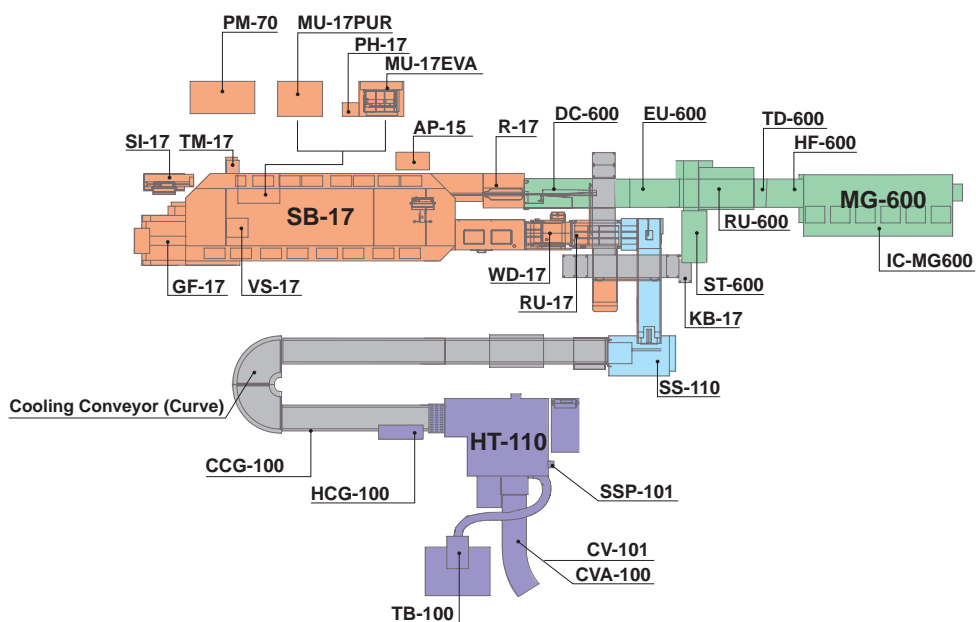 PM-70
MU-17PUR
PH-17
MU-17EVA
SI-17
TM-17
AP-15
R-17
DC-600
EU-600
TD-600
HF-600
SB-17
MG-600
GF-17
VS-17
WD-17
RU-17
ST-600
KB-17
RU-600
IC-MG600
SS-110
Cooling Conveyor (Curve)
CCG-100
HCG-100
HT-110
SSP-101
CV-101
CVA-100
TB-100